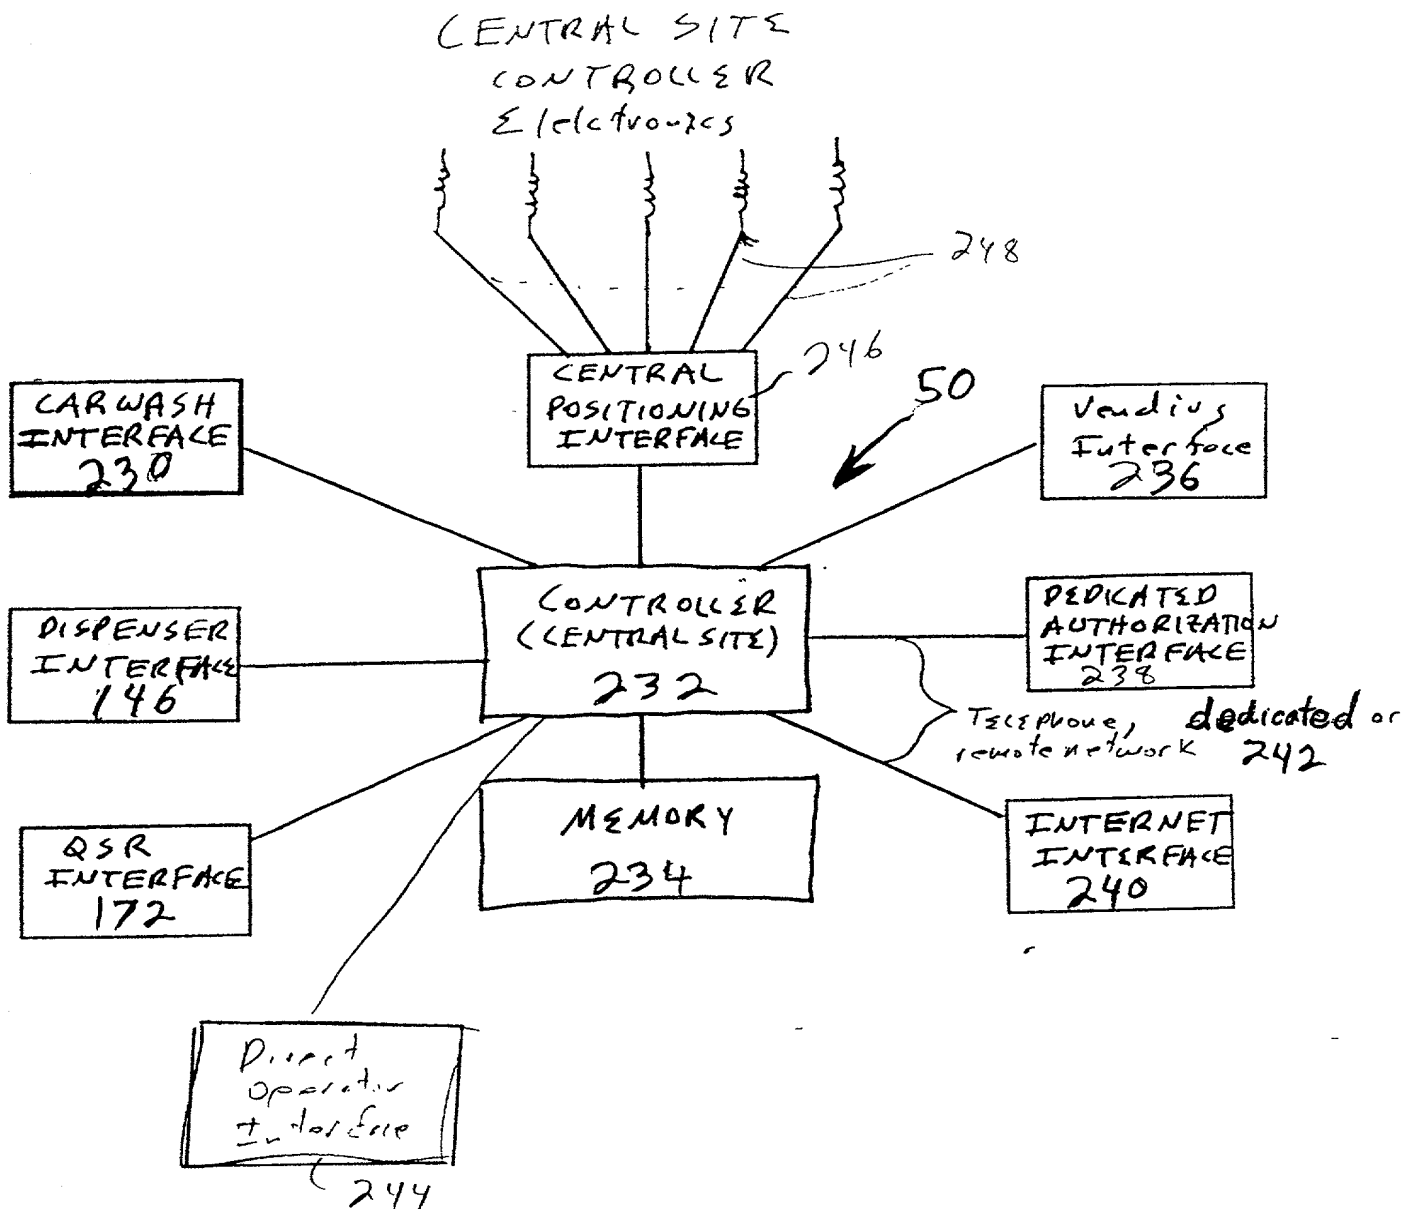 CENTRAL SITE
CONTROLLER
Electronics
248
246
CENTRAL
POSITIONING
INTERFACE
50
CAR WASH
INTERFACE
230
Vending
Interface
236
CONTROLLER
(CENTRAL SITE)
232
DEDICATED
AUTHORIZATION
INTERFACE
238
DISPENSER
INTERFACE
146
Telephone, dedicated or
remote network 242
MEMORY
234
INTERNET
INTERFACE
240
QSR
INTERFACE
172
Direct
Operator
Interface
244